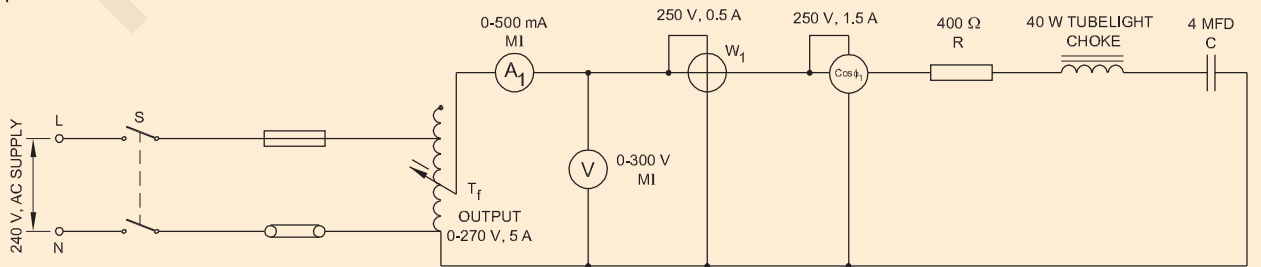 0-500 mA
MI
250 V, 0.5 A
250 V, 1.5 A
400 Ω
R
40 W TUBELIGHT
CHOKE
4 MFD
C
A1
W1
Cosϕ1
L
S
240 V, AC SUPPLY
V
0-300 V
MI
Tf
OUTPUT
0-270 V, 5 A
N